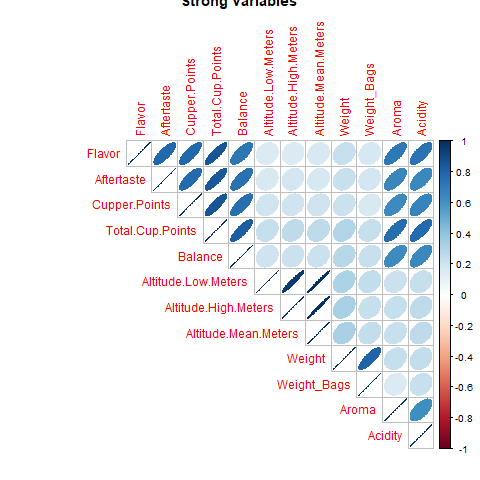 Strong Variables
Flavor
Aftertaste
Cupper.Points
Total.Cup.Points
Balance
Altitude.Low.Meters
Altitude.High.Meters
Altitude.Mean.Meters
Weight
Weight_Bags
Aroma
Acidity
Flavor
Aftertaste
Cupper.Points
Total.Cup.Points
Balance
Altitude.Low.Meters
Altitude.High.Meters
Altitude.Mean.Meters
Weight
Weight_Bags
Aroma
Acidity
1
0.8
0.6
0.4
0.2
0
-0.2
-0.4
-0.6
-0.8
-1